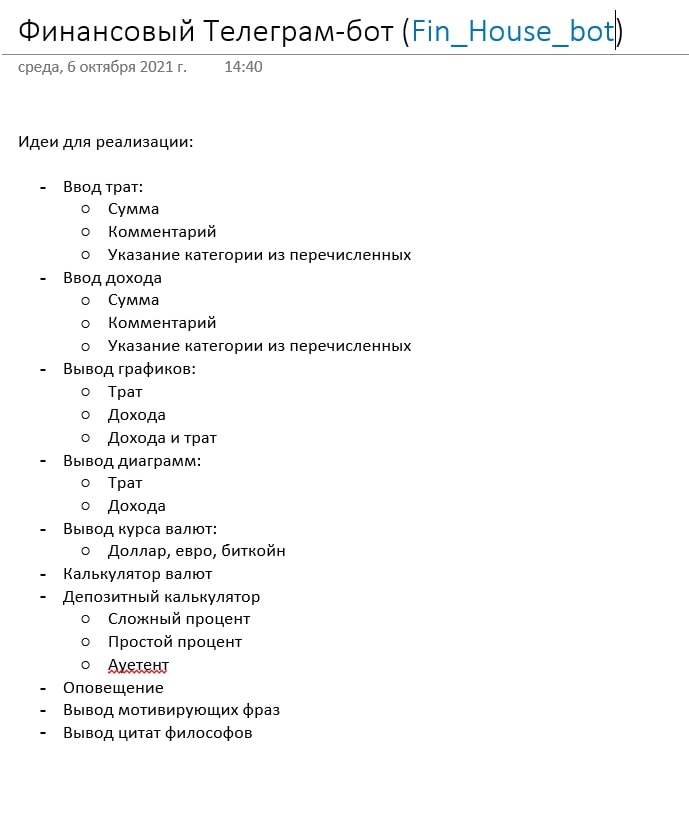 Финансовый Телеграм-бот (Fin_House_bot)
среда, 6 октября 2021 г. 14:40
Идеи для реализации:
- Ввод трат:
○ Сумма
○ Комментарий
○ Указание категории из перечисленных
- Ввод дохода
○ Сумма
○ Комментарий
○ Указание категории из перечисленных
- Вывод графиков:
○ Трат
○ Дохода
○ Дохода и трат
- Вывод диаграмм:
○ Трат
○ Дохода
- Вывод курса валют:
○ Доллар, евро, биткойн
- Калькулятор валют
- Депозитный калькулятор
○ Сложный процент
○ Простой процент
○ Ауетент
- Оповещение
- Вывод мотивирующих фраз
- Вывод цитат философов